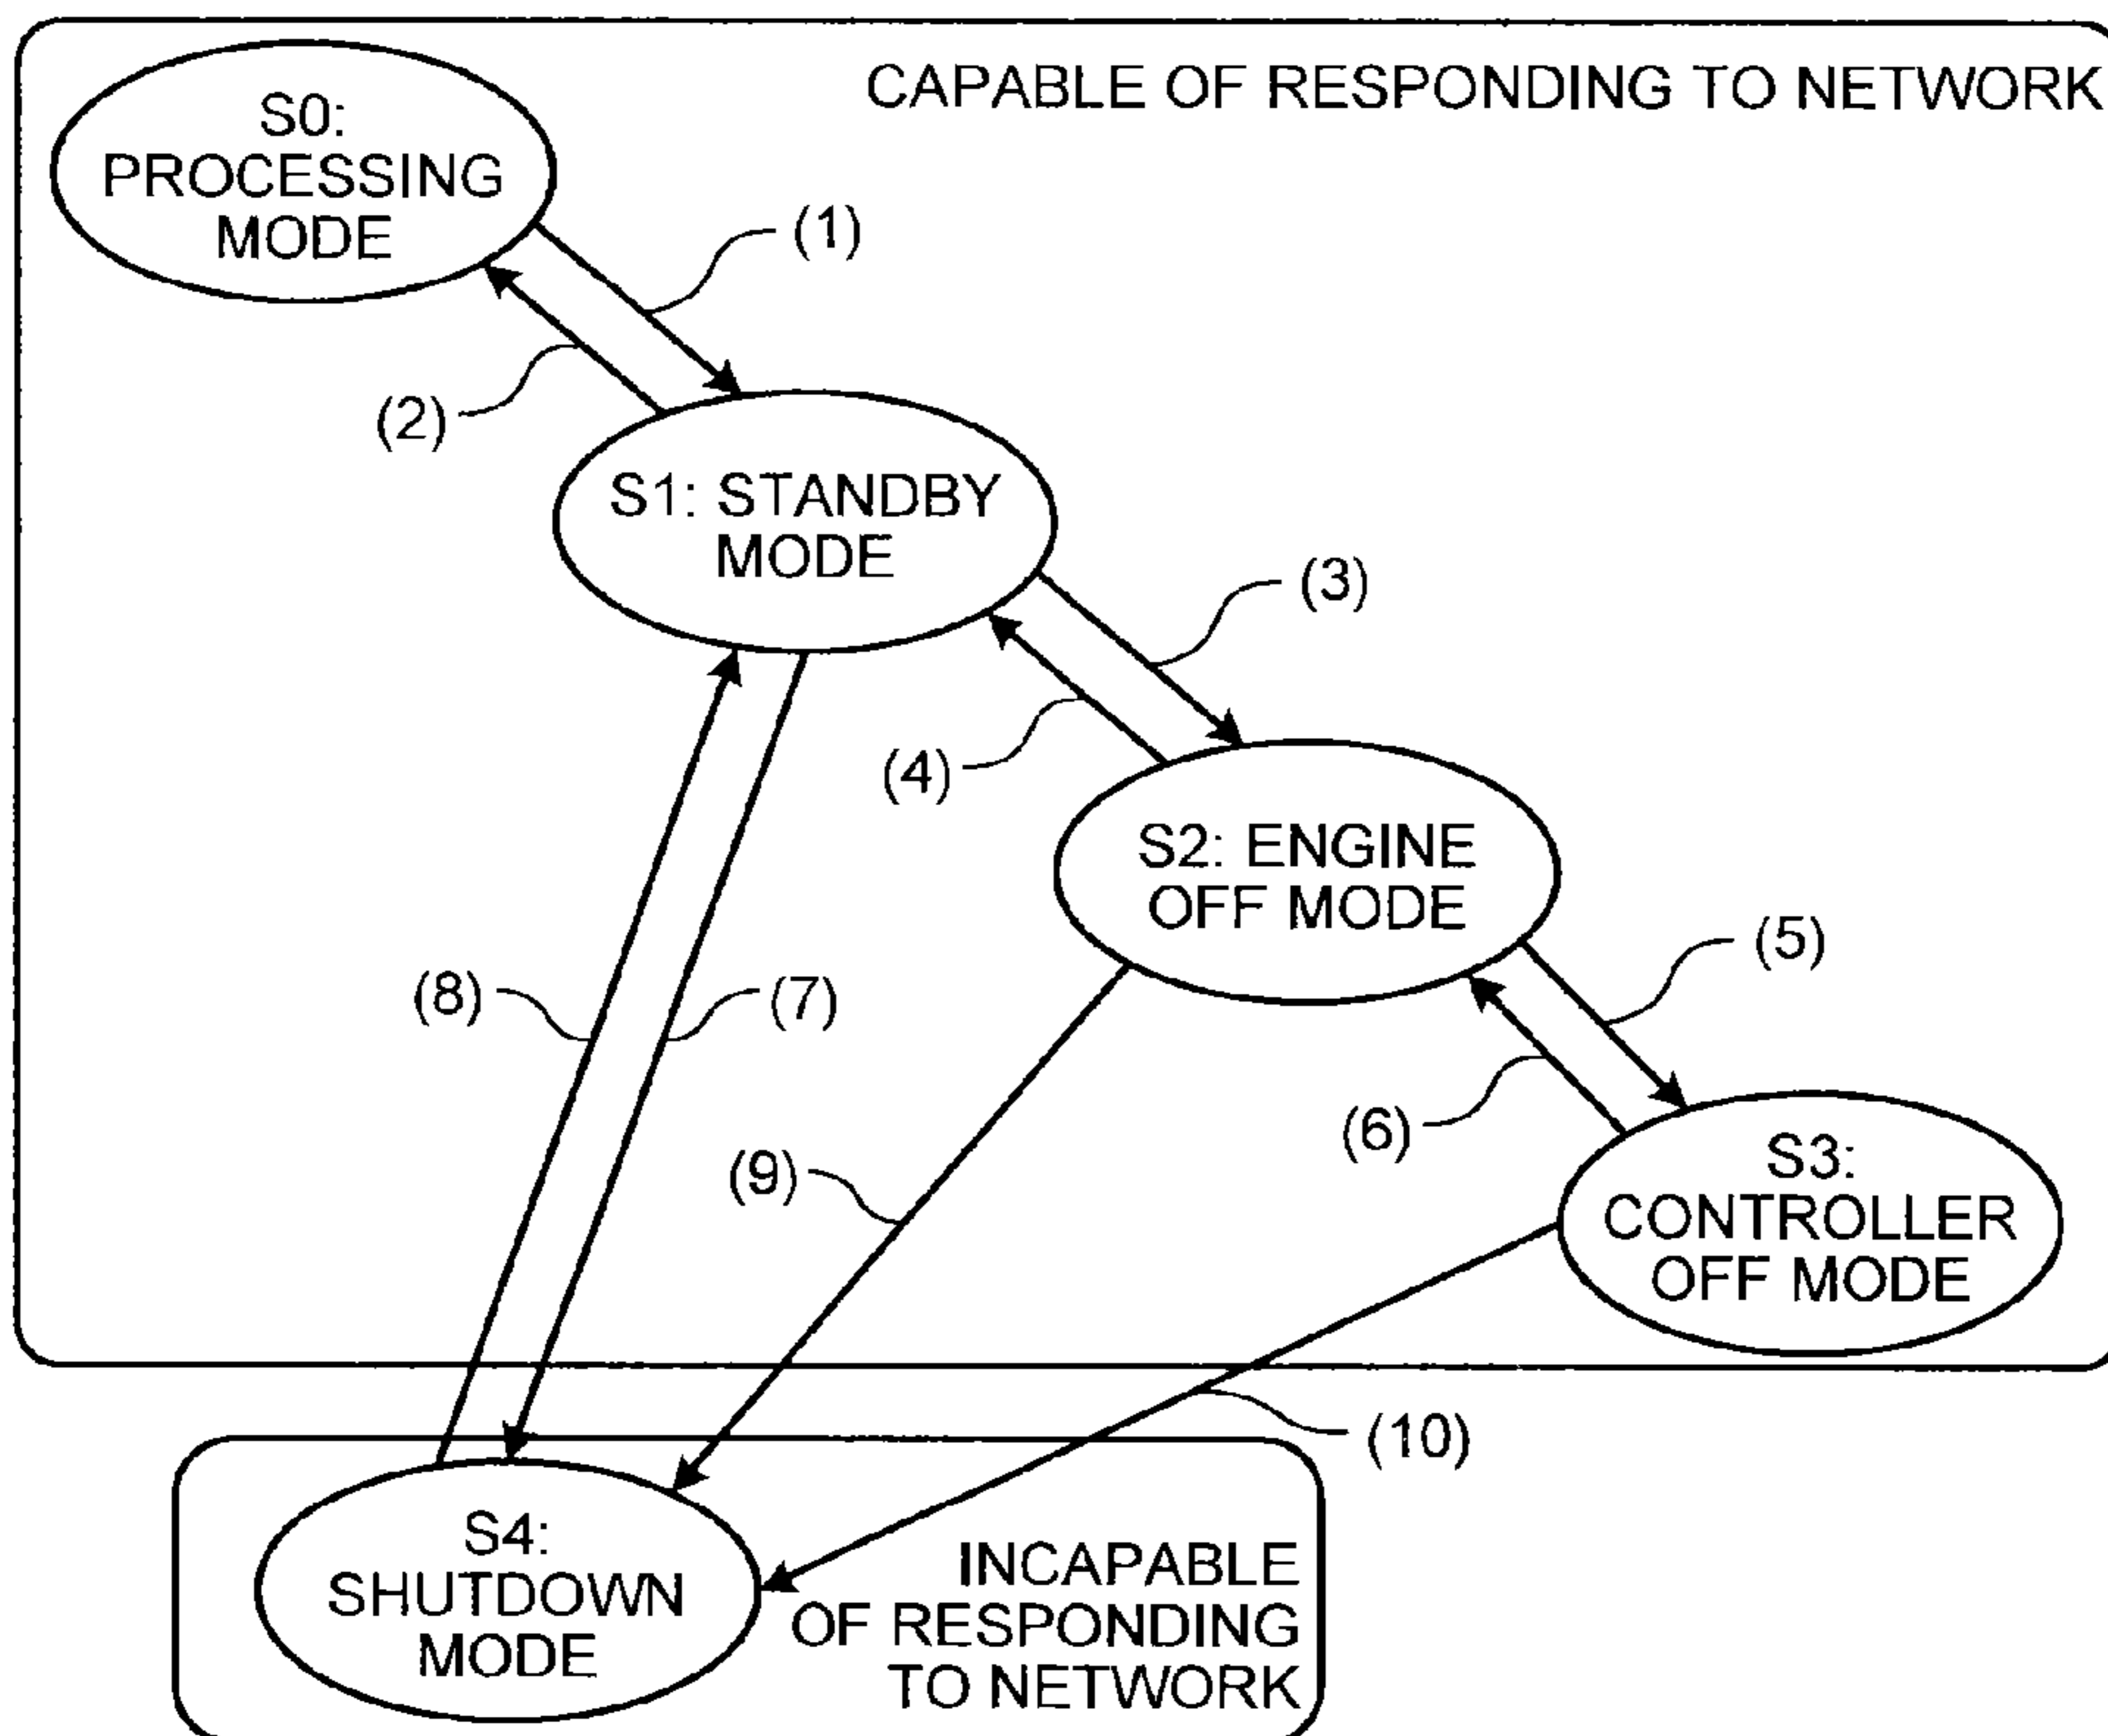 CAPABLE OF RESPONDING TO NETWORK
S0:
PROCESSING
MODE
(1)
(2)
S1: STANDBY
MODE
(3)
(4)
S2: ENGINE
OFF MODE
(5)
(8)
(7)
(6)
(9)
S3:
CONTROLLER
OFF MODE
(10)
S4:
SHUTDOWN
MODE
INCAPABLE
OF RESPONDING
TO NETWORK